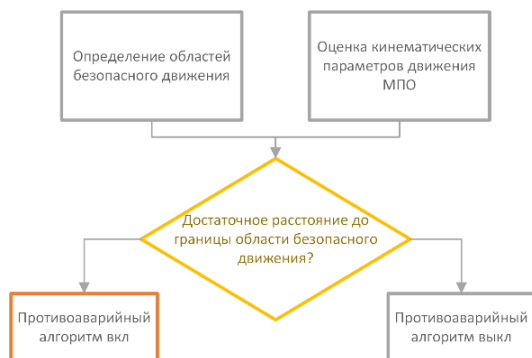 Определение областей
безопасного движения
Оценка кинематических
параметров движения
МПО
Достаточное расстояние до
границы области безопасного
движения?
Противоаварийный
алгоритм вкл
Противоаварийный
алгоритм выкл